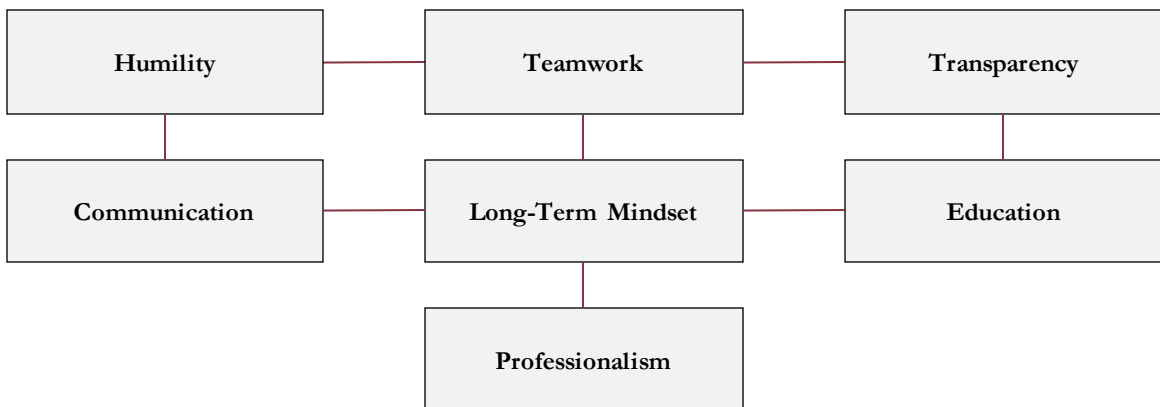 Humility
Teamwork
Transparency
Communication
Long-Term Mindset
Education
Professionalism